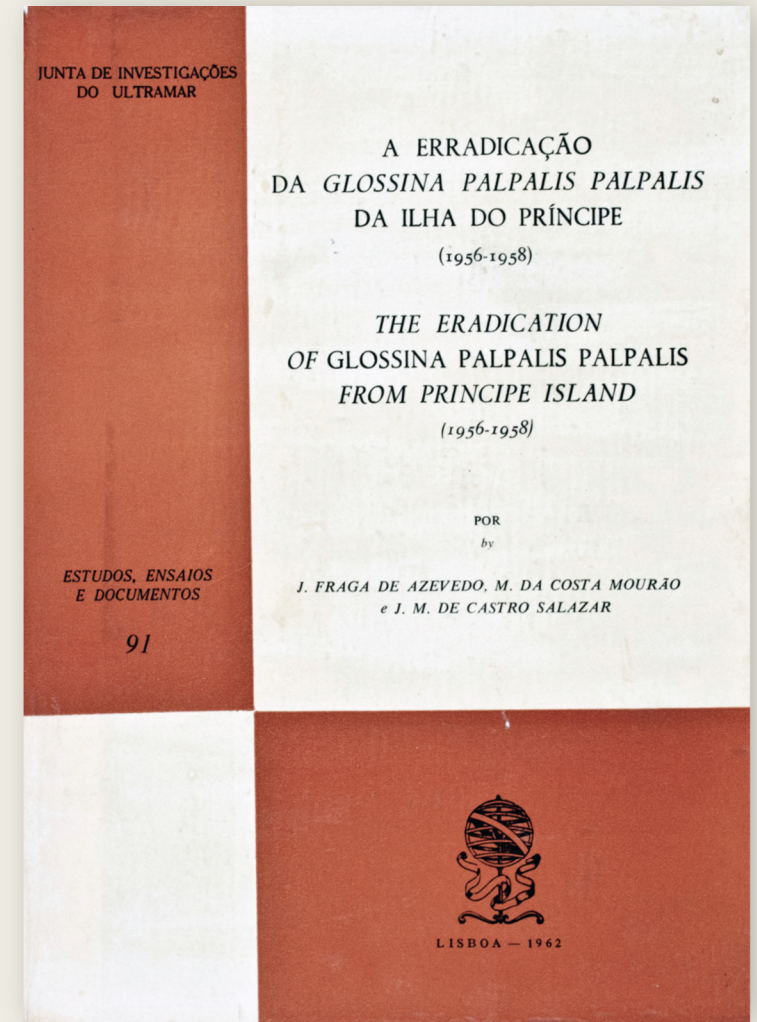 JUNTA DE INVESTIGAÇÕES
DO ULTRAMAR
A ERRADICAÇÃO
DA GLOSSINA PALPALIS PALPALIS
DA ILHA DO PRÍNCIPE
(1956-1958)
THE ERADICATION
OF GLOSSINA PALPALIS PALPALIS
FROM PRINCIPE ISLAND
(1956-1958)
POR
by
J. FRAGA DE AZEVEDO, M. DA COSTA MOURÃO
e J. M. DE CASTRO SALAZAR
ESTUDOS, ENSAIOS
E DOCUMENTOS
91
LISBOA — 1962